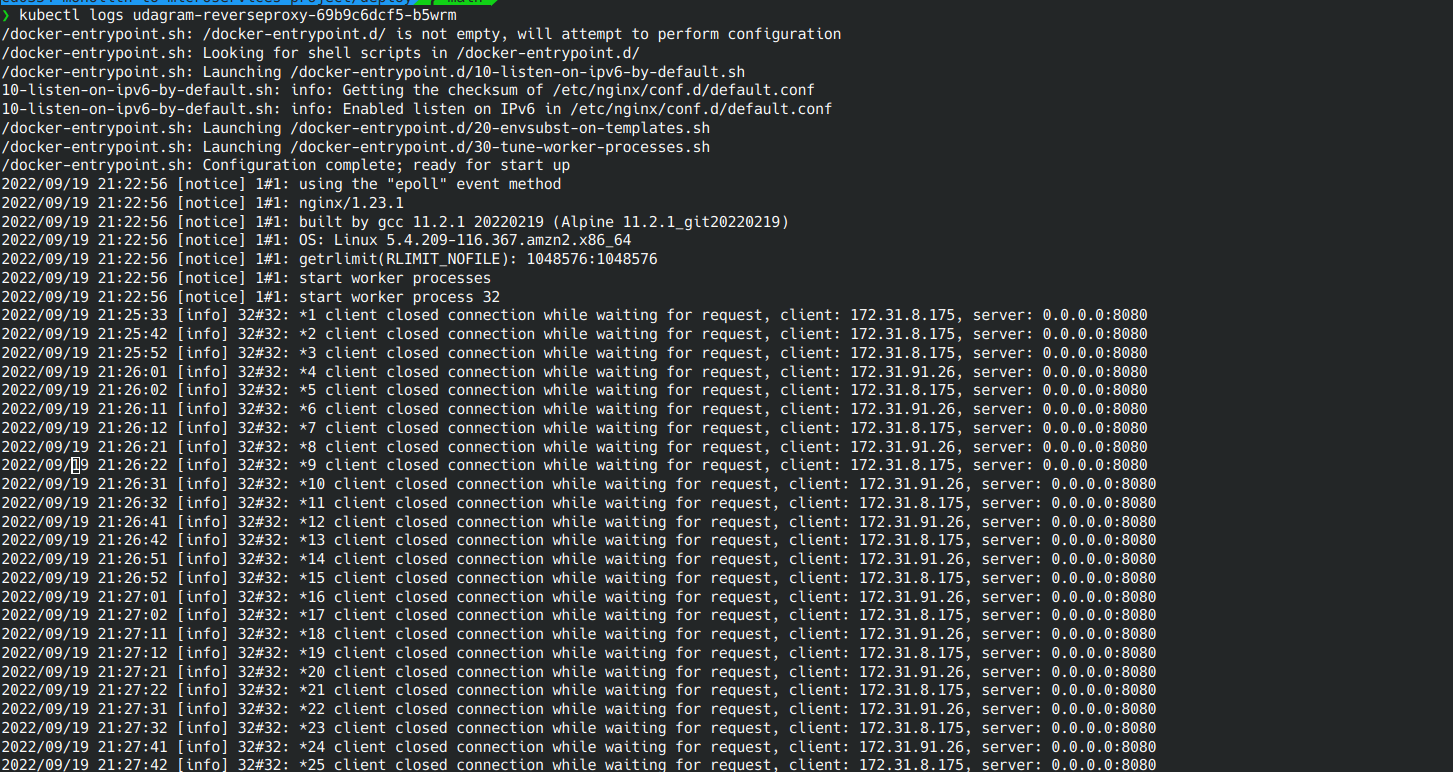 ❯ kubectl logs udagram-reverseproxy-69b9c6dcf5-b5wrm
/docker-entrypoint.sh: /docker-entrypoint.d/ is not empty, will attempt to perform configuration
/docker-entrypoint.sh: Looking for shell scripts in /docker-entrypoint.d/
/docker-entrypoint.sh: Launching /docker-entrypoint.d/10-listen-on-ipv6-by-default.sh
10-listen-on-ipv6-by-default.sh: info: Getting the checksum of /etc/nginx/conf.d/default.conf
10-listen-on-ipv6-by-default.sh: info: Enabled listen on IPv6 in /etc/nginx/conf.d/default.conf
/docker-entrypoint.sh: Launching /docker-entrypoint.d/20-envsubst-on-templates.sh
/docker-entrypoint.sh: Launching /docker-entrypoint.d/30-tune-worker-processes.sh
/docker-entrypoint.sh: Configuration complete; ready for start up
2022/09/19 21:22:56 [notice] 1#1: using the "epoll" event method
2022/09/19 21:22:56 [notice] 1#1: nginx/1.23.1
2022/09/19 21:22:56 [notice] 1#1: built by gcc 11.2.1 20220219 (Alpine 11.2.1_git20220219)
2022/09/19 21:22:56 [notice] 1#1: OS: Linux 5.4.209-116.367.amzn2.x86_64
2022/09/19 21:22:56 [notice] 1#1: getrlimit(RLIMIT_NOFILE): 1048576:1048576
2022/09/19 21:22:56 [notice] 1#1: start worker processes
2022/09/19 21:22:56 [notice] 1#1: start worker process 32
2022/09/19 21:25:33 [info] 32#32: *1 client closed connection while waiting for request, client: 172.31.8.175, server: 0.0.0.0:8080
2022/09/19 21:25:42 [info] 32#32: *2 client closed connection while waiting for request, client: 172.31.8.175, server: 0.0.0.0:8080
2022/09/19 21:25:52 [info] 32#32: *3 client closed connection while waiting for request, client: 172.31.8.175, server: 0.0.0.0:8080
2022/09/19 21:26:01 [info] 32#32: *4 client closed connection while waiting for request, client: 172.31.91.26, server: 0.0.0.0:8080
2022/09/19 21:26:02 [info] 32#32: *5 client closed connection while waiting for request, client: 172.31.8.175, server: 0.0.0.0:8080
2022/09/19 21:26:11 [info] 32#32: *6 client closed connection while waiting for request, client: 172.31.91.26, server: 0.0.0.0:8080
2022/09/19 21:26:12 [info] 32#32: *7 client closed connection while waiting for request, client: 172.31.8.175, server: 0.0.0.0:8080
2022/09/19 21:26:21 [info] 32#32: *8 client closed connection while waiting for request, client: 172.31.91.26, server: 0.0.0.0:8080
2022/09/19 21:26:22 [info] 32#32: *9 client closed connection while waiting for request, client: 172.31.8.175, server: 0.0.0.0:8080
2022/09/19 21:26:31 [info] 32#32: *10 client closed connection while waiting for request, client: 172.31.91.26, server: 0.0.0.0:8080
2022/09/19 21:26:32 [info] 32#32: *11 client closed connection while waiting for request, client: 172.31.8.175, server: 0.0.0.0:8080
2022/09/19 21:26:41 [info] 32#32: *12 client closed connection while waiting for request, client: 172.31.91.26, server: 0.0.0.0:8080
2022/09/19 21:26:42 [info] 32#32: *13 client closed connection while waiting for request, client: 172.31.8.175, server: 0.0.0.0:8080
2022/09/19 21:26:51 [info] 32#32: *14 client closed connection while waiting for request, client: 172.31.91.26, server: 0.0.0.0:8080
2022/09/19 21:26:52 [info] 32#32: *15 client closed connection while waiting for request, client: 172.31.8.175, server: 0.0.0.0:8080
2022/09/19 21:27:01 [info] 32#32: *16 client closed connection while waiting for request, client: 172.31.91.26, server: 0.0.0.0:8080
2022/09/19 21:27:02 [info] 32#32: *17 client closed connection while waiting for request, client: 172.31.8.175, server: 0.0.0.0:8080
2022/09/19 21:27:11 [info] 32#32: *18 client closed connection while waiting for request, client: 172.31.91.26, server: 0.0.0.0:8080
2022/09/19 21:27:12 [info] 32#32: *19 client closed connection while waiting for request, client: 172.31.8.175, server: 0.0.0.0:8080
2022/09/19 21:27:21 [info] 32#32: *20 client closed connection while waiting for request, client: 172.31.91.26, server: 0.0.0.0:8080
2022/09/19 21:27:22 [info] 32#32: *21 client closed connection while waiting for request, client: 172.31.8.175, server: 0.0.0.0:8080
2022/09/19 21:27:31 [info] 32#32: *22 client closed connection while waiting for request, client: 172.31.91.26, server: 0.0.0.0:8080
2022/09/19 21:27:32 [info] 32#32: *23 client closed connection while waiting for request, client: 172.31.8.175, server: 0.0.0.0:8080
2022/09/19 21:27:41 [info] 32#32: *24 client closed connection while waiting for request, client: 172.31.91.26, server: 0.0.0.0:8080
2022/09/19 21:27:42 [info] 32#32: *25 client closed connection while waiting for request, client: 172.31.8.175, server: 0.0.0.0:8080